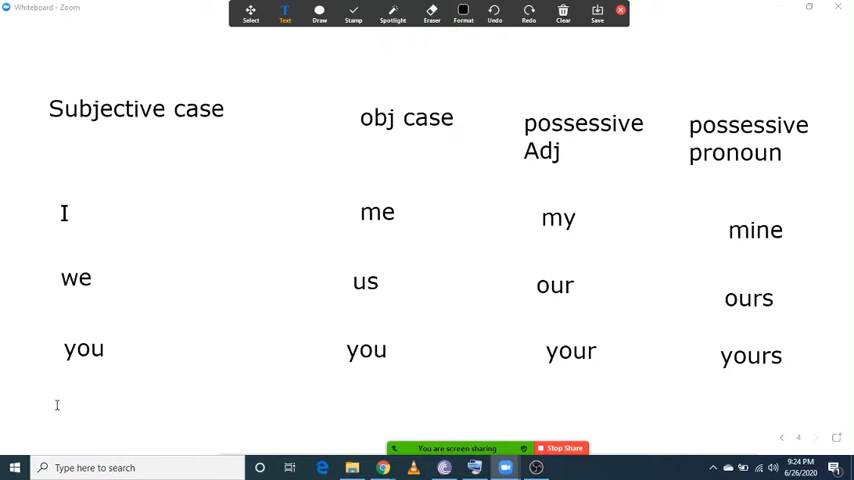 Whiteboard - Zoom
Select Text Draw Stamp Spotlight Eraser Format Undo Redo Clear Save
Subjective case
obj case
possessive
Adj
possessive
pronoun
I me my mine
we us our ours
you you your yours
4
You are screen sharing Stop Share
Type here to search
9:24 PM
6/26/2020